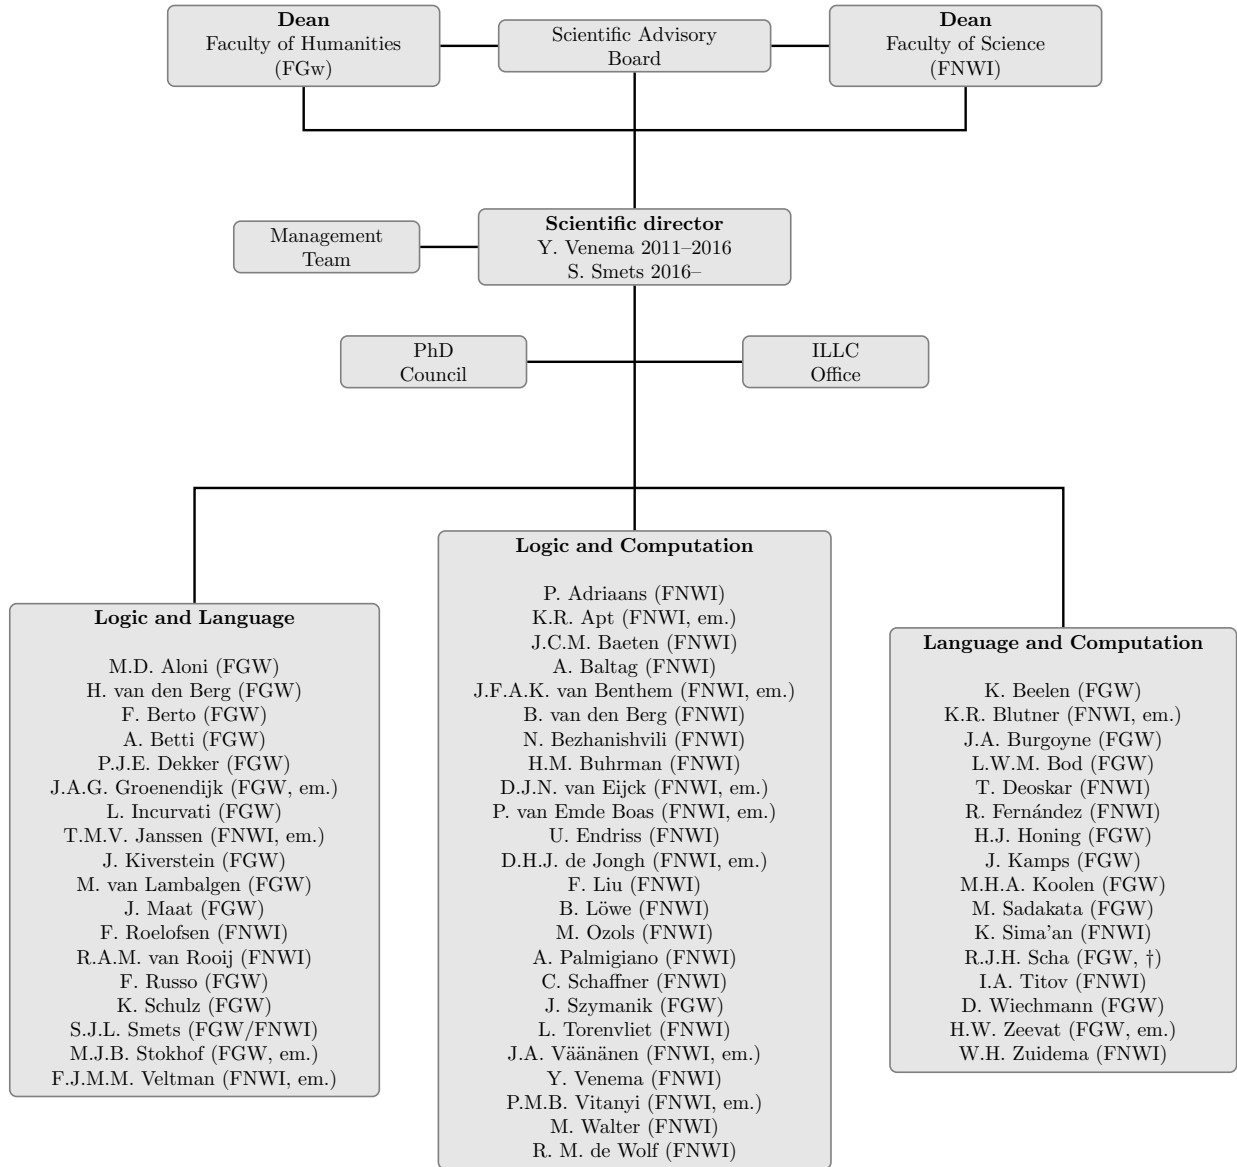 Dean
Faculty of Humanities
(FGw)
Scientific Advisory
Board
Dean
Faculty of Science
(FNWI)
Management
Team
Scientific director
Y. Venema 2011–2016
S. Smets 2016–
PhD
Council
ILLC
Office
Logic and Language
M.D. Aloni (FGW)
H. van den Berg (FGW)
F. Berto (FGW)
A. Betti (FGW)
P.J.E. Dekker (FGW)
J.A.G. Groenendijk (FGW, em.)
L. Incurvati (FGW)
T.M.V. Janssen (FNWI, em.)
J. Kiverstein (FGW)
M. van Lambalgen (FGW)
J. Maat (FGW)
F. Roelofsen (FNWI)
R.A.M. van Rooij (FNWI)
F. Russo (FGW)
K. Schulz (FGW)
S.J.L. Smets (FGW/FNWI)
M.J.B. Stokhof (FGW, em.)
F.J.M.M. Veltman (FNWI, em.)
Logic and Computation
P. Adriaans (FNWI)
K.R. Apt (FNWI, em.)
J.C.M. Baeten (FNWI)
A. Baltag (FNWI)
J.F.A.K. van Benthem (FNWI, em.)
B. van den Berg (FNWI)
N. Bezhanishvili (FNWI)
H.M. Buhrman (FNWI)
D.J.N. van Eijck (FNWI, em.)
P. van Emde Boas (FNWI, em.)
U. Endriss (FNWI)
D.H.J. de Jongh (FNWI, em.)
F. Liu (FNWI)
B. Löwe (FNWI)
M. Ozols (FNWI)
A. Palmigiano (FNWI)
C. Schaffner (FNWI)
J. Szymanik (FGW)
L. Torenvliet (FNWI)
J.A. Väänänen (FNWI, em.)
Y. Venema (FNWI)
P.M.B. Vitanyi (FNWI, em.)
M. Walter (FNWI)
R. M. de Wolf (FNWI)
Language and Computation
K. Beelen (FGW)
K.R. Blutner (FNWI, em.)
J.A. Burgoyne (FGW)
L.W.M. Bod (FGW)
T. Deoskar (FNWI)
R. Fernández (FNWI)
H.J. Honing (FGW)
J. Kamps (FGW)
M.H.A. Koolen (FGW)
M. Sadakata (FGW)
K. Sima'an (FNWI)
R.J.H. Scha (FGW, †)
I.A. Titov (FNWI)
D. Wiechmann (FGW)
H.W. Zeevat (FGW, em.)
W.H. Zuidema (FNWI)